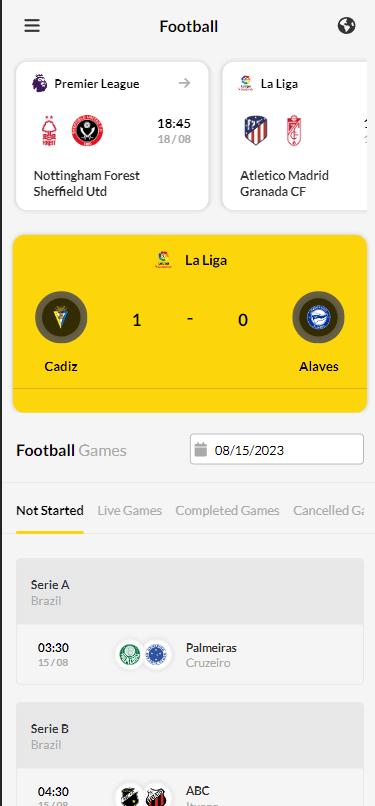 Football
Premier League
18:45
18 / 08
Nottingham Forest
Sheffield Utd
La Liga
Atletico Madrid
Granada CF
La Liga
1 - 0
Cadiz
Alaves
Football Games
08/15/2023
Not Started
Live Games
Completed Games
Cancelled Ga
Serie A
Brazil
03:30
15 / 08
Palmeiras
Cruzeiro
Serie B
Brazil
04:30
15 / 08
ABC
Ituano